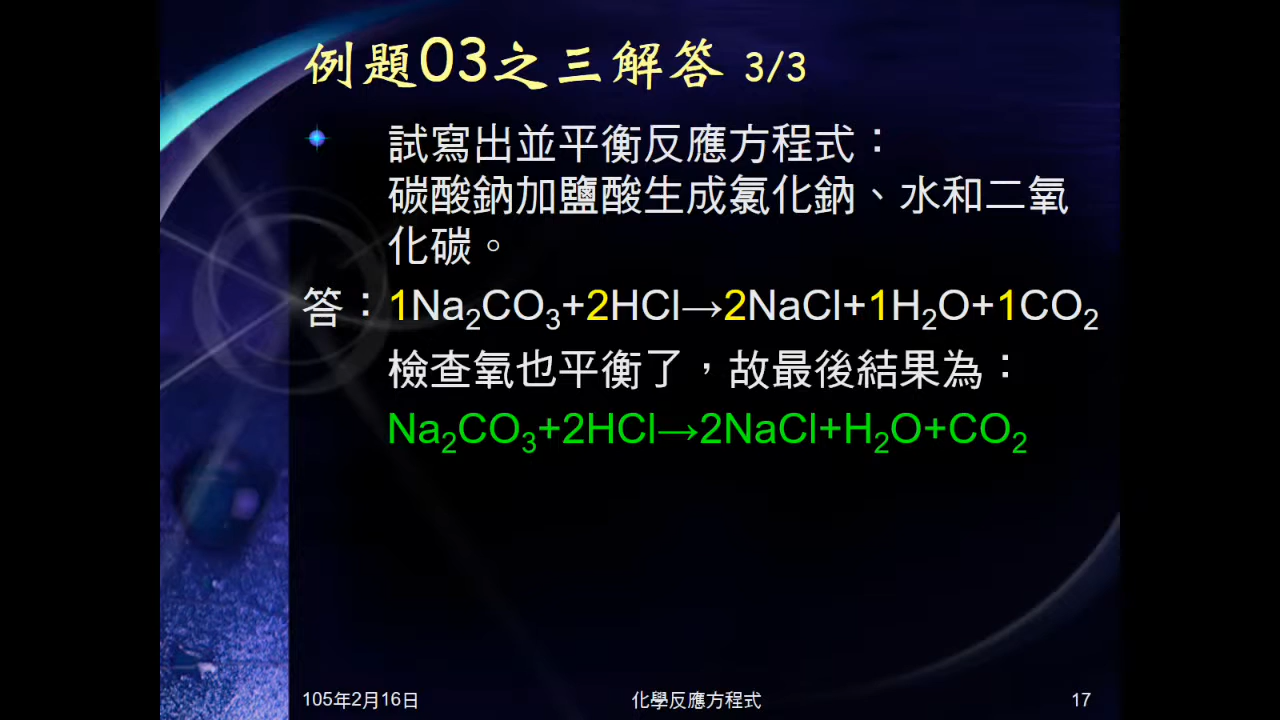 例題03之三解答 3/3
試寫出並平衡反應方程式：
碳酸鈉加鹽酸生成氯化鈉、水和二氧
化碳。
答：1Na₂CO₃+2HCl→2NaCl+1H₂O+1CO₂
檢查氧也平衡了，故最後結果為：
Na₂CO₃+2HCl→2NaCl+H₂O+CO₂
105年2月16日 化學反應方程式 17